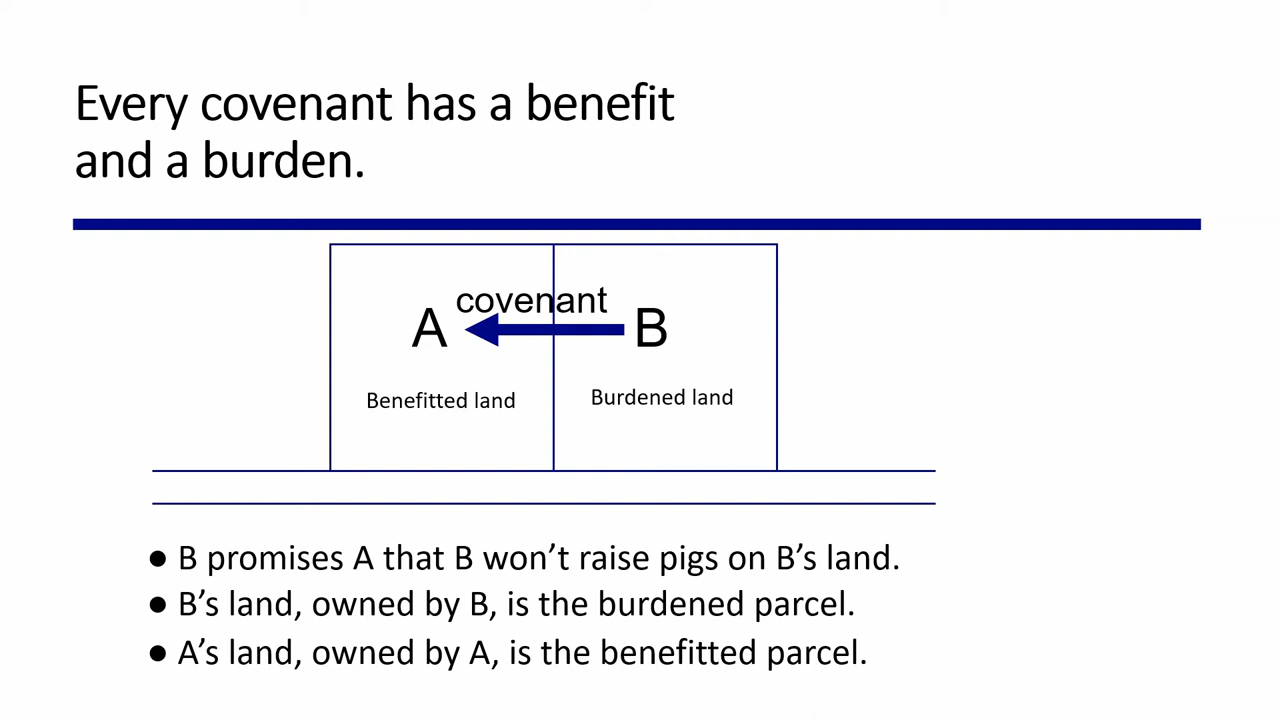 Every covenant has a benefit
and a burden.
covenant
A
B
Benefitted land
Burdened land
● B promises A that B won’t raise pigs on B’s land.
● B’s land, owned by B, is the burdened parcel.
● A’s land, owned by A, is the benefitted parcel.